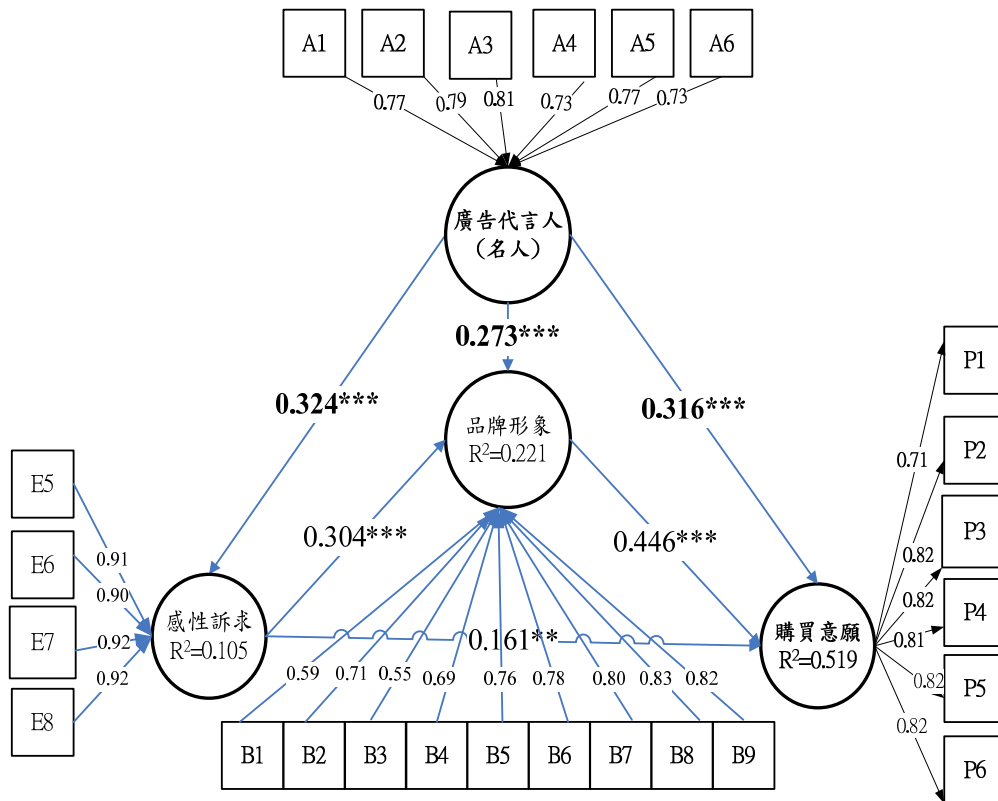 A1 A2 A3 A4 A5 A6
0.77 0.79 0.81 0.73 0.77 0.73
廣告代言人
(名人)
0.273***
0.324*** 0.316***
品牌形象
R²=0.221
P1
P2
P3
P4
P5
P6
0.71
0.82
0.82
0.81
0.82
0.82
E5
E6
E7
E8
0.91
0.90
0.92
0.92
0.304*** 0.446***
感性訴求
R²=0.105
0.161**
購買意願
R²=0.519
0.59 0.71 0.55 0.69 0.76 0.78 0.80 0.83 0.82
B1 B2 B3 B4 B5 B6 B7 B8 B9